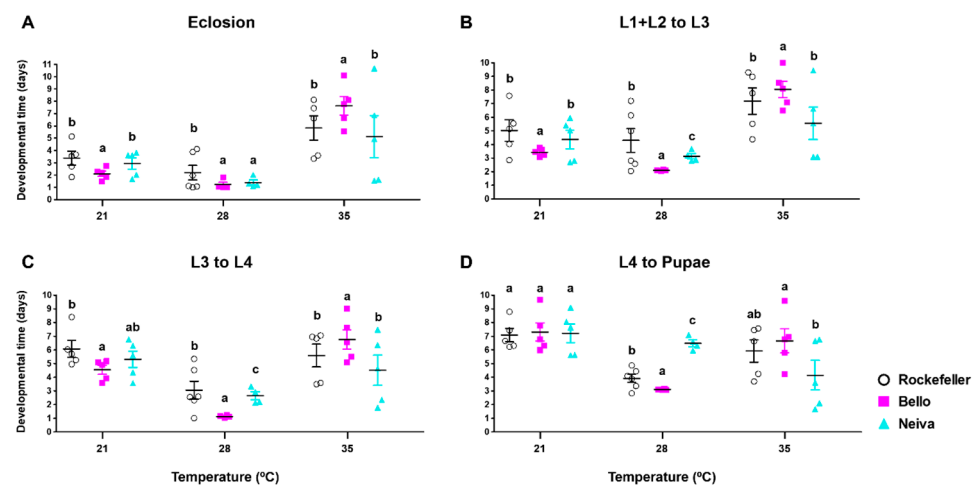 A Eclosion
Developmental time (days)
11
10
9
8
7
6
5
4
3
2
1
0
b a b
b a a
b a b
21 28 35
B L1+L2 to L3
10
9
8
7
6
5
4
3
2
1
0
b a b
b a c
b a b
21 28 35
C L3 to L4
Developmental time (days)
10
9
8
7
6
5
4
3
2
1
0
b a ab
b a c
b a b
21 28 35
Temperature (ºC)
D L4 to Pupae
10
9
8
7
6
5
4
3
2
1
0
a a a
b a c
ab a b
21 28 35
Temperature (ºC)
Rockefeller
Bello
Neiva